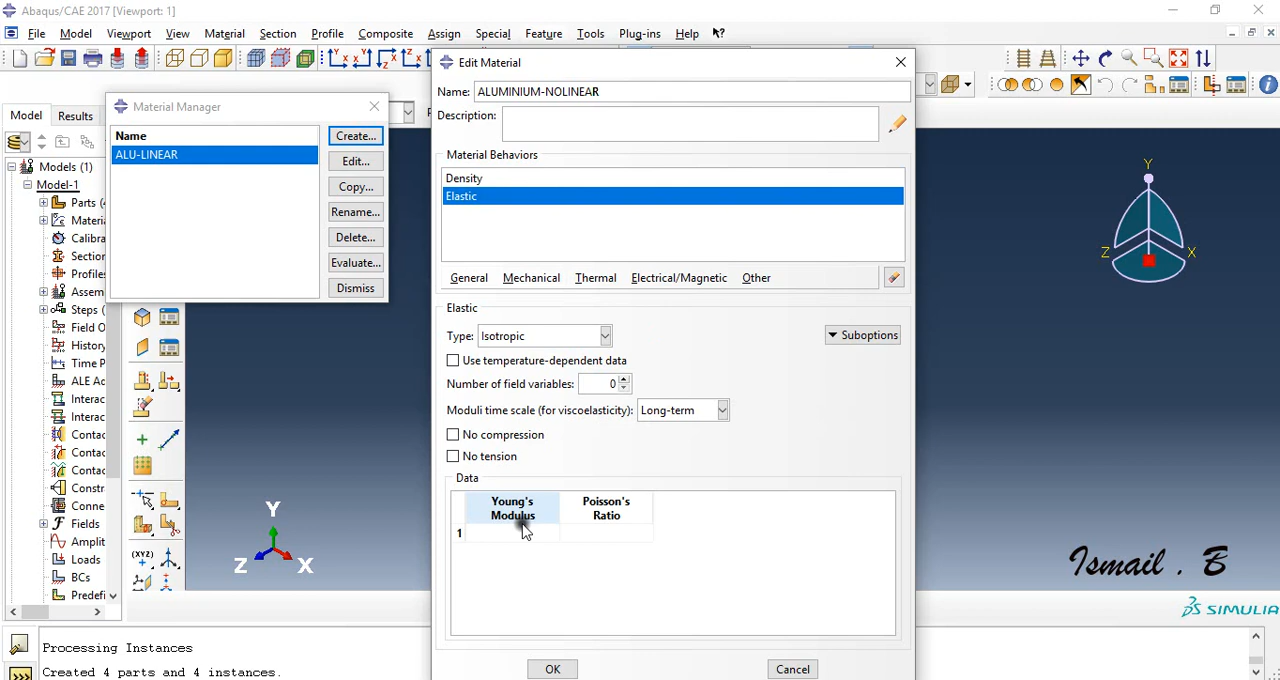 Abaqus/CAE 2017 [Viewport: 1]
File Model Viewport View Material Section Profile Composite Assign Special Feature Tools Plug-ins Help
Model Results
Models (1)
Model-1
Parts (4
Materia
Calibra
Section
Profiles
Assem
Steps (
Field O
History
Time P
ALE Ac
Interac
Interac
Contac
Contac
Contac
Constr
Conne
Fields
Amplit
Loads
BCs
Predefi
Material Manager
Name
ALU-LINEAR
Create...
Edit...
Copy...
Rename...
Delete...
Evaluate...
Dismiss
Edit Material
Name: ALUMINIUM-NOLINEAR
Description:
Material Behaviors
Density
Elastic
General Mechanical Thermal Electrical/Magnetic Other
Elastic
Type: Isotropic
Suboptions
Use temperature-dependent data
Number of field variables: 0
Moduli time scale (for viscoelasticity): Long-term
No compression
No tension
Data
Young's Modulus
Poisson's Ratio
1
OK Cancel
(XYZ)
Y
Z X
Y
Z X
Ismail . B
SIMULIA
Processing Instances
Created 4 parts and 4 instances.
>>>